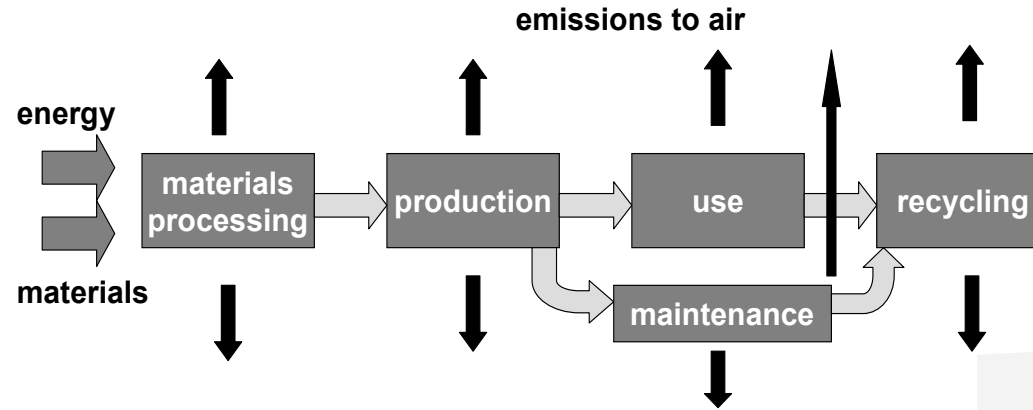 emissions to air
energy
materials
processing
production
use
recycling
materials
maintenance